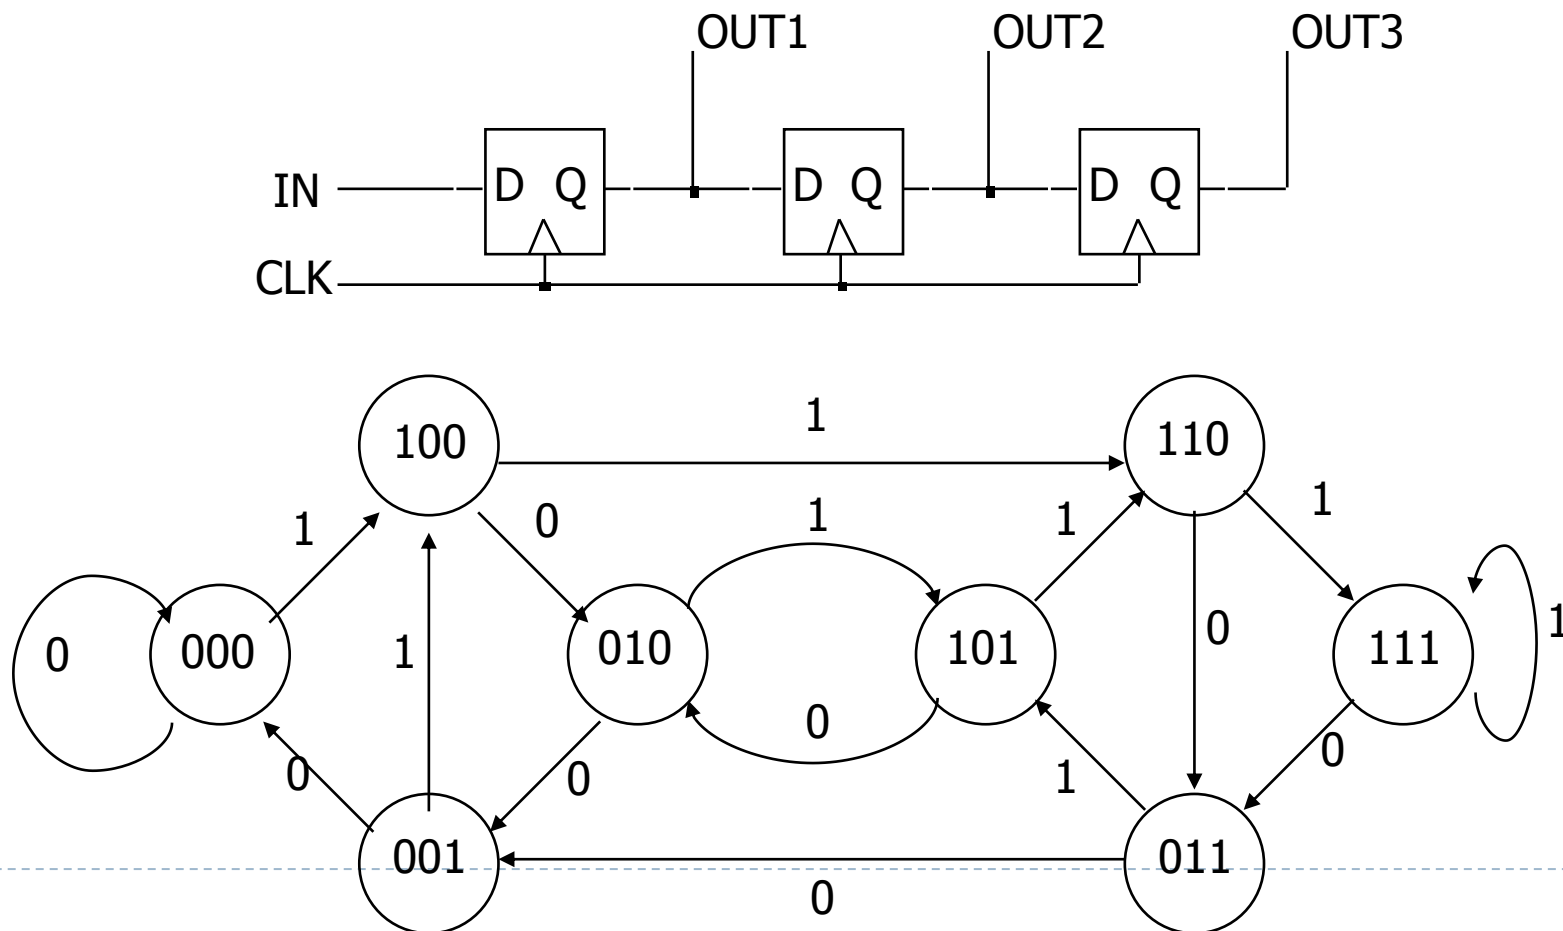 OUT1 OUT2 OUT3
D Q D Q D Q
IN
CLK
100 1 110
1 0 1 1 1
0 000 1 010 101 0 111 1
0 0 0 1 0
001 011
0